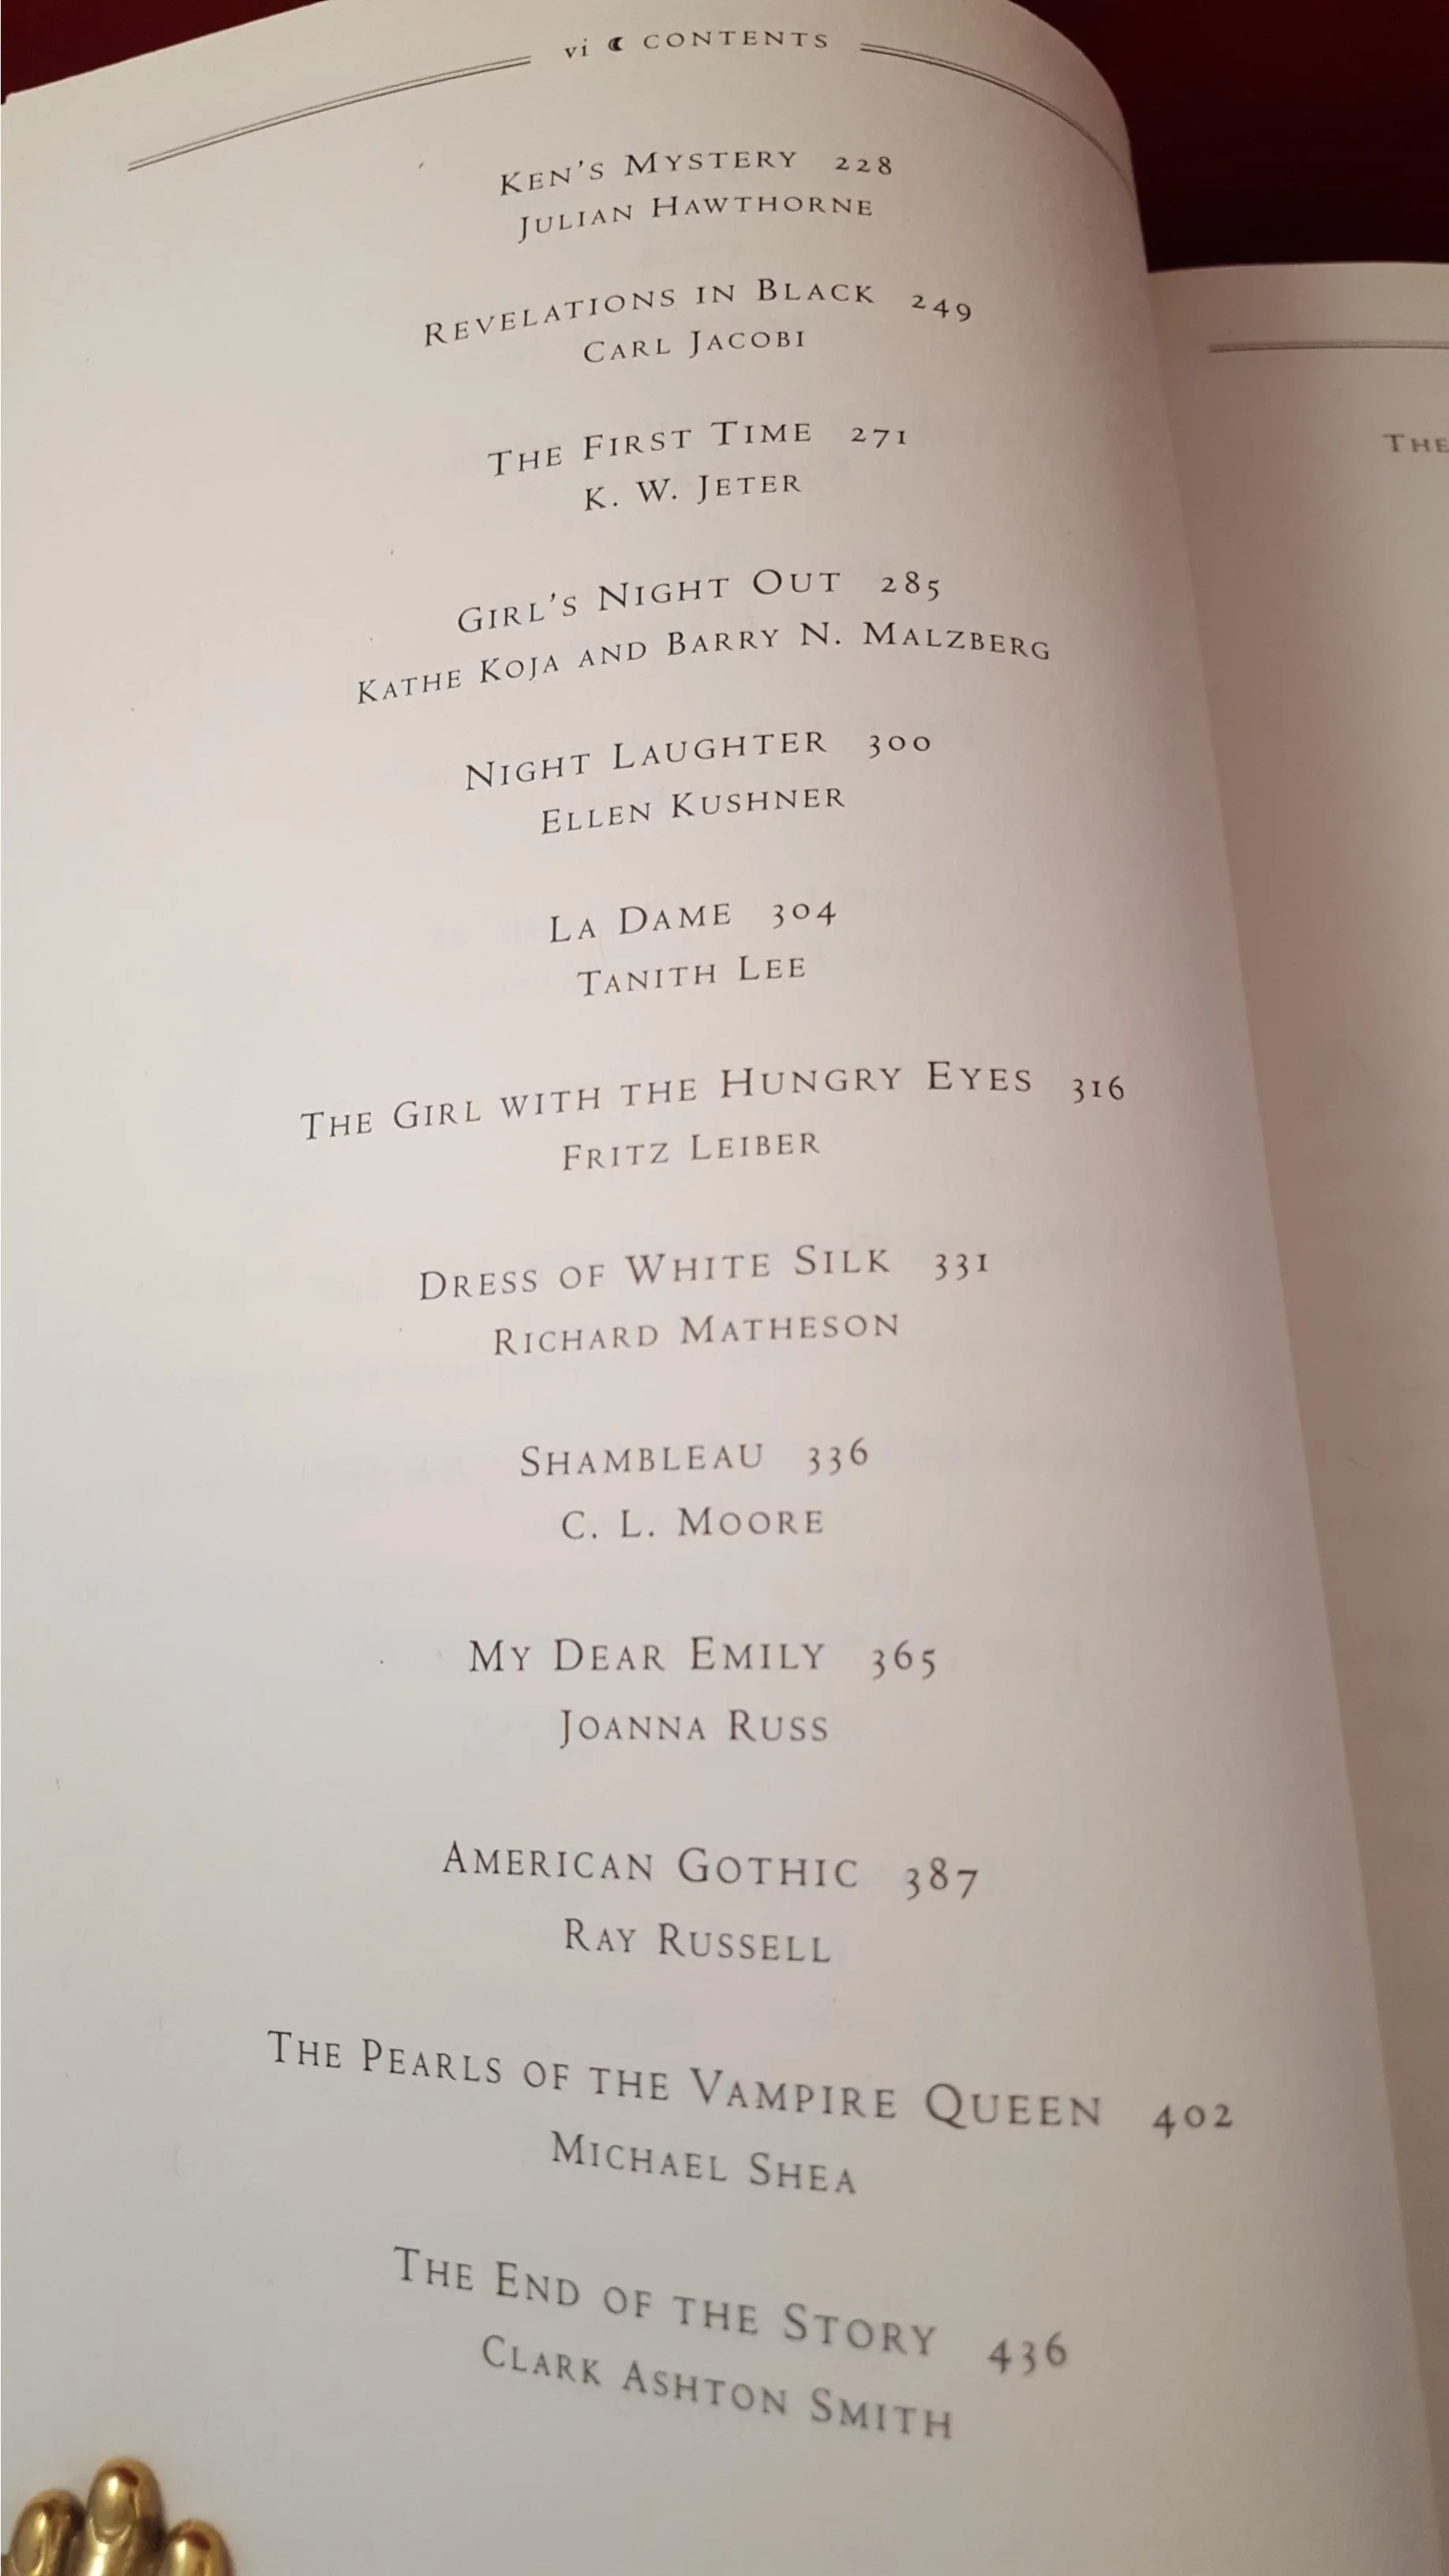 vi ☾ CONTENTS
KEN'S MYSTERY 228
JULIAN HAWTHORNE
REVELATIONS IN BLACK 249
CARL JACOBI
THE FIRST TIME 271
K. W. JETER
GIRL'S NIGHT OUT 285
KATHE KOJA AND BARRY N. MALZBERG
NIGHT LAUGHTER 300
ELLEN KUSHNER
LA DAME 304
TANITH LEE
THE GIRL WITH THE HUNGRY EYES 316
FRITZ LEIBER
DRESS OF WHITE SILK 331
RICHARD MATHESON
SHAMBLEAU 336
C. L. MOORE
MY DEAR EMILY 365
JOANNA RUSS
AMERICAN GOTHIC 387
RAY RUSSELL
THE PEARLS OF THE VAMPIRE QUEEN 402
MICHAEL SHEA
THE END OF THE STORY 436
CLARK ASHTON SMITH
THE